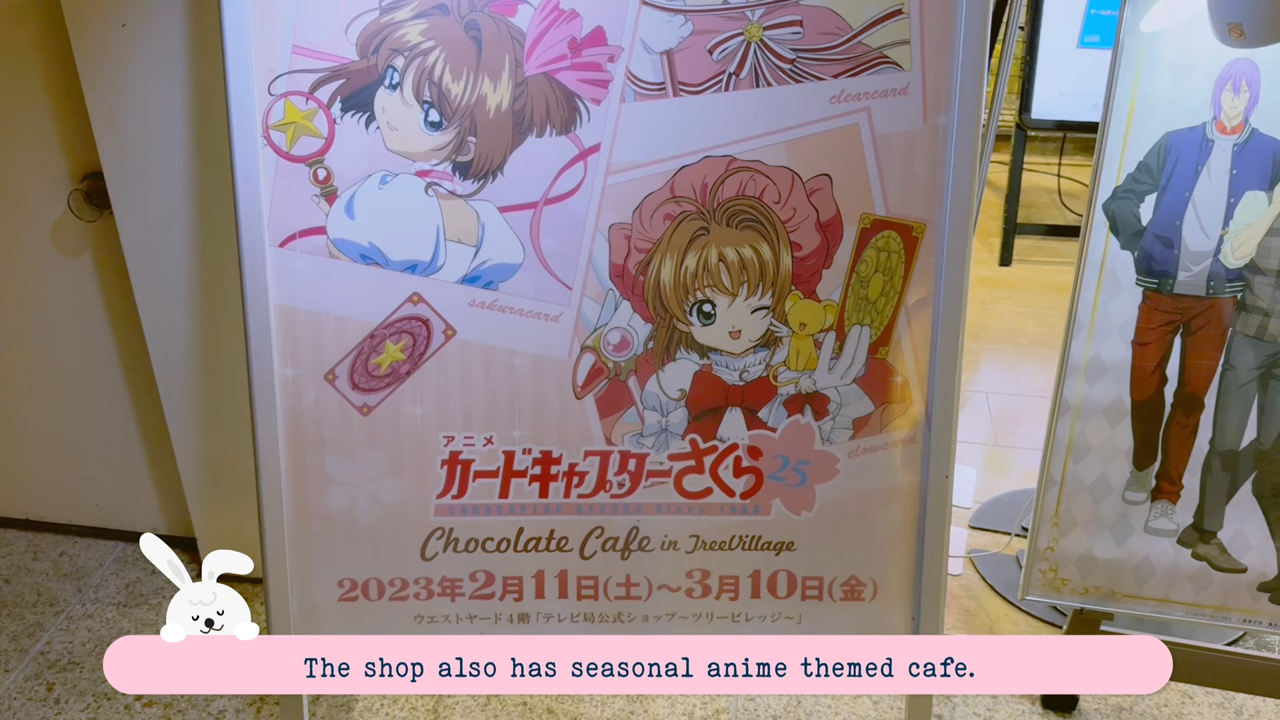 clearcard
sakuracard
clowcard
アニメ
カードキャプターさくら 25
CARDCAPTOR SAKURA Since 1998
Chocolate Cafe in TreeVillage
2023年2月11日(土)~3月10日(金)
ウエストヤード4階「テレビ局公式ショップ~ツリービレッジ~」
The shop also has seasonal anime themed cafe.